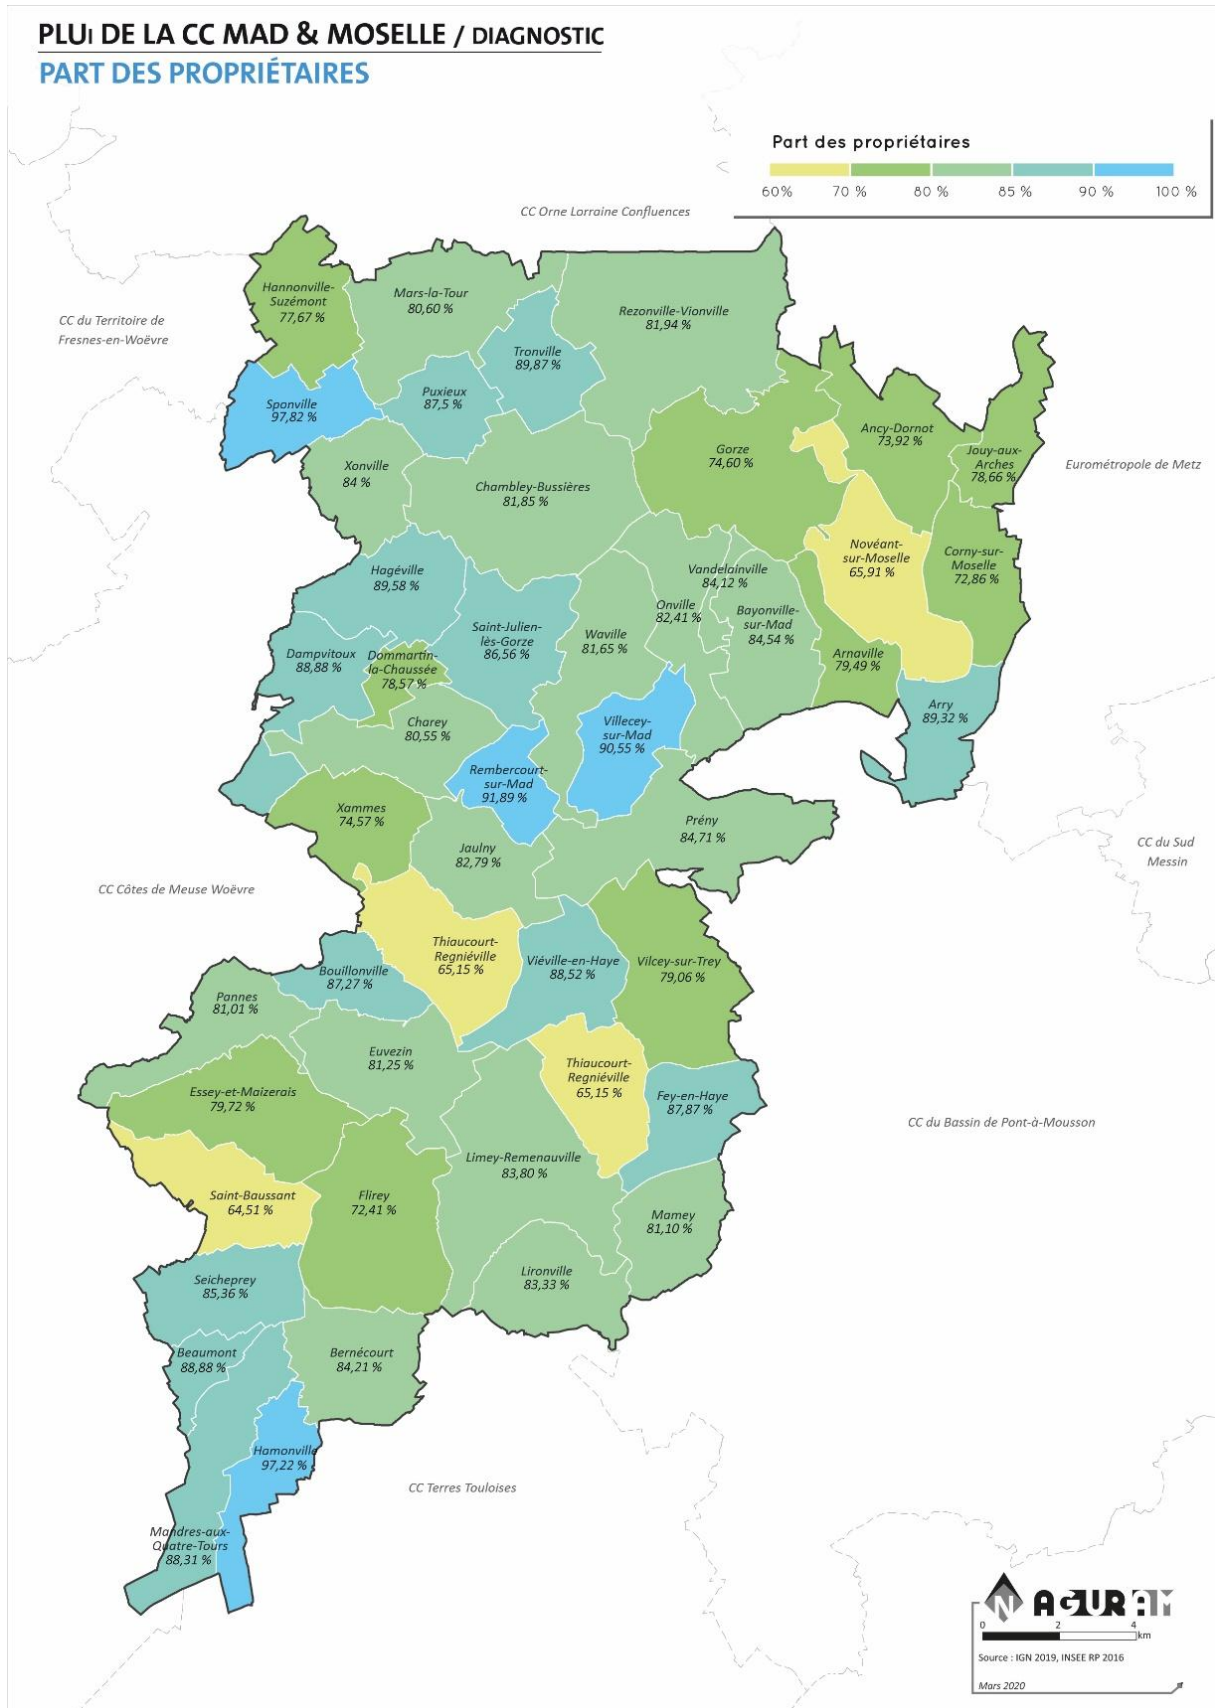 PLUi DE LA CC MAD & MOSELLE / DIAGNOSTIC
PART DES PROPRIÉTAIRES
Part des propriétaires
60% 70 % 80 % 85 % 90 % 100 %
CC Orne Lorraine Confluences
CC du Territoire de
Fresnes-en-Woëvre
Hannonville-
Suzémont
77,67 %
Mars-la-Tour
80,60 %
Rezonville-Vionville
81,94 %
Tronville
89,87 %
Puxieux
87,5 %
Sponville
97,82 %
Ancy-Dornot
73,92 %
Jouy-aux-
Arches
78,66 %
Eurométropole de Metz
Gorze
74,60 %
Xonville
84 %
Chambley-Bussières
81,85 %
Novéant-
sur-Moselle
65,91 %
Corny-sur-
Moselle
72,86 %
Hagéville
89,58 %
Vandelainville
84,12 %
Onville
82,41 %
Bayonville-
sur-Mad
84,54 %
Saint-Julien-
lès-Gorze
86,56 %
Waville
81,65 %
Arnaville
79,49 %
Dampvitoux
88,88 %
Dommartin-
la-Chaussée
78,57 %
Arry
89,32 %
Charey
80,55 %
Villecey-
sur-Mad
90,55 %
Rembercourt-
sur-Mad
91,89 %
Xammes
74,57 %
Prény
84,71 %
Jaulny
82,79 %
CC du Sud
Messin
CC Côtes de Meuse Woëvre
Thiaucourt-
Regniéville
65,15 %
Viéville-en-Haye
88,52 %
Vilcey-sur-Trey
79,06 %
Bouillonville
87,27 %
Pannes
81,01 %
Euvezin
81,25 %
Thiaucourt-
Regniéville
65,15 %
Essey-et-Maizerais
79,72 %
Fey-en-Haye
87,87 %
CC du Bassin de Pont-à-Mousson
Limey-Remenauville
83,80 %
Saint-Baussant
64,51 %
Flirey
72,41 %
Mamey
81,10 %
Seicheprey
85,36 %
Lironville
83,33 %
Beaumont
88,88 %
Bernécourt
84,21 %
Hamonville
97,22 %
CC Terres Touloises
Mandres-aux-
Quatre-Tours
88,31 %
N AGURAM
0 2 4
km
Source : IGN 2019, INSEE RP 2016
Mars 2020